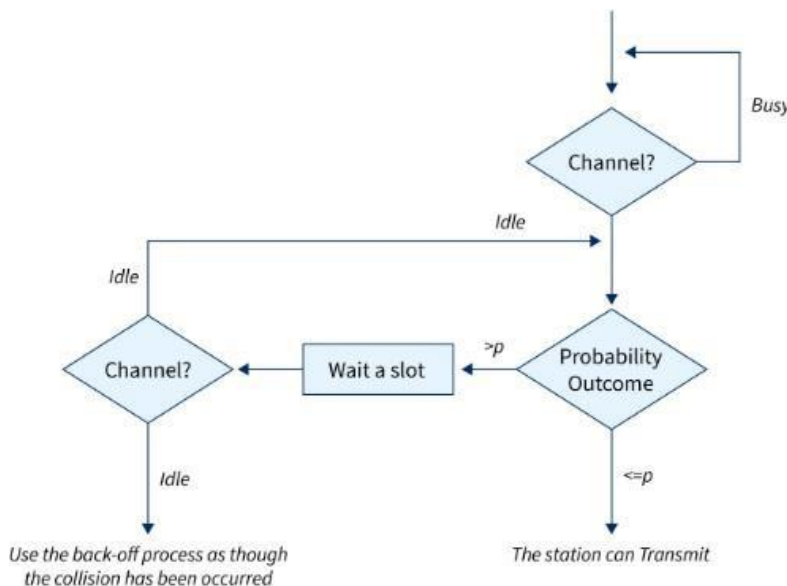 Busy
Channel?
Idle
Idle
Channel?
Wait a slot
>p
Probability
Outcome
Idle
<=p
Use the back-off process as though
the collision has been occurred
The station can Transmit